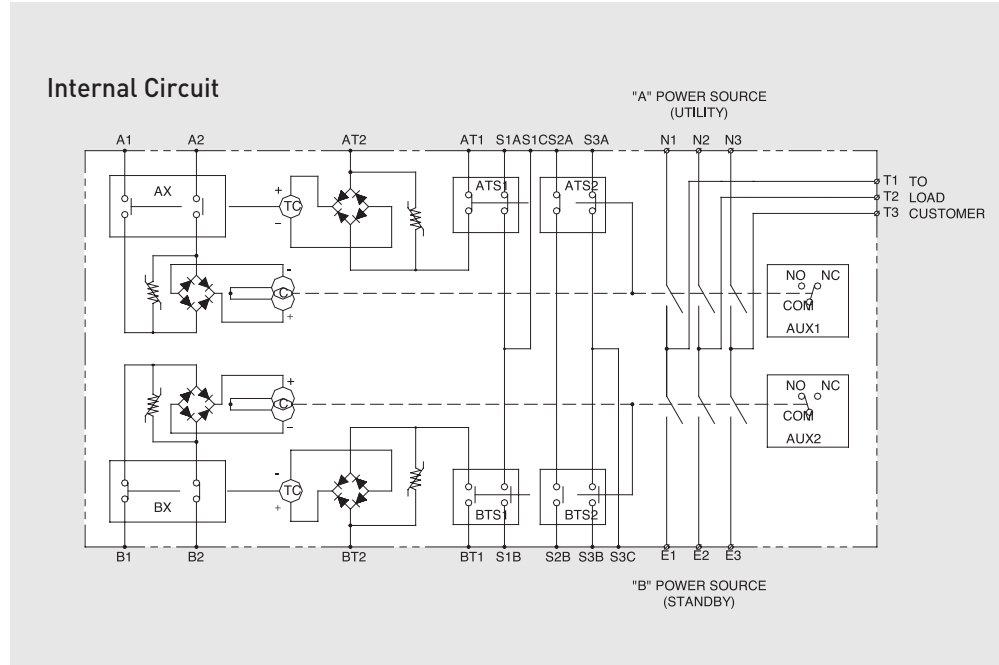 Internal Circuit
"A" POWER SOURCE
(UTILITY)
A1 A2 AT2 AT1 S1A S1C S2A S3A N1 N2 N3
T1 TO
T2 LOAD
T3 CUSTOMER
AX
+
TC
-
ATS1
ATS2
-
C
+
NO NC
COM
AUX1
+
C
-
NO NC
COM
AUX2
BX
-
TC
+
BTS1
BTS2
B1 B2 BT2 BT1 S1B S2B S3B S3C E1 E2 E3
"B" POWER SOURCE
(STANDBY)